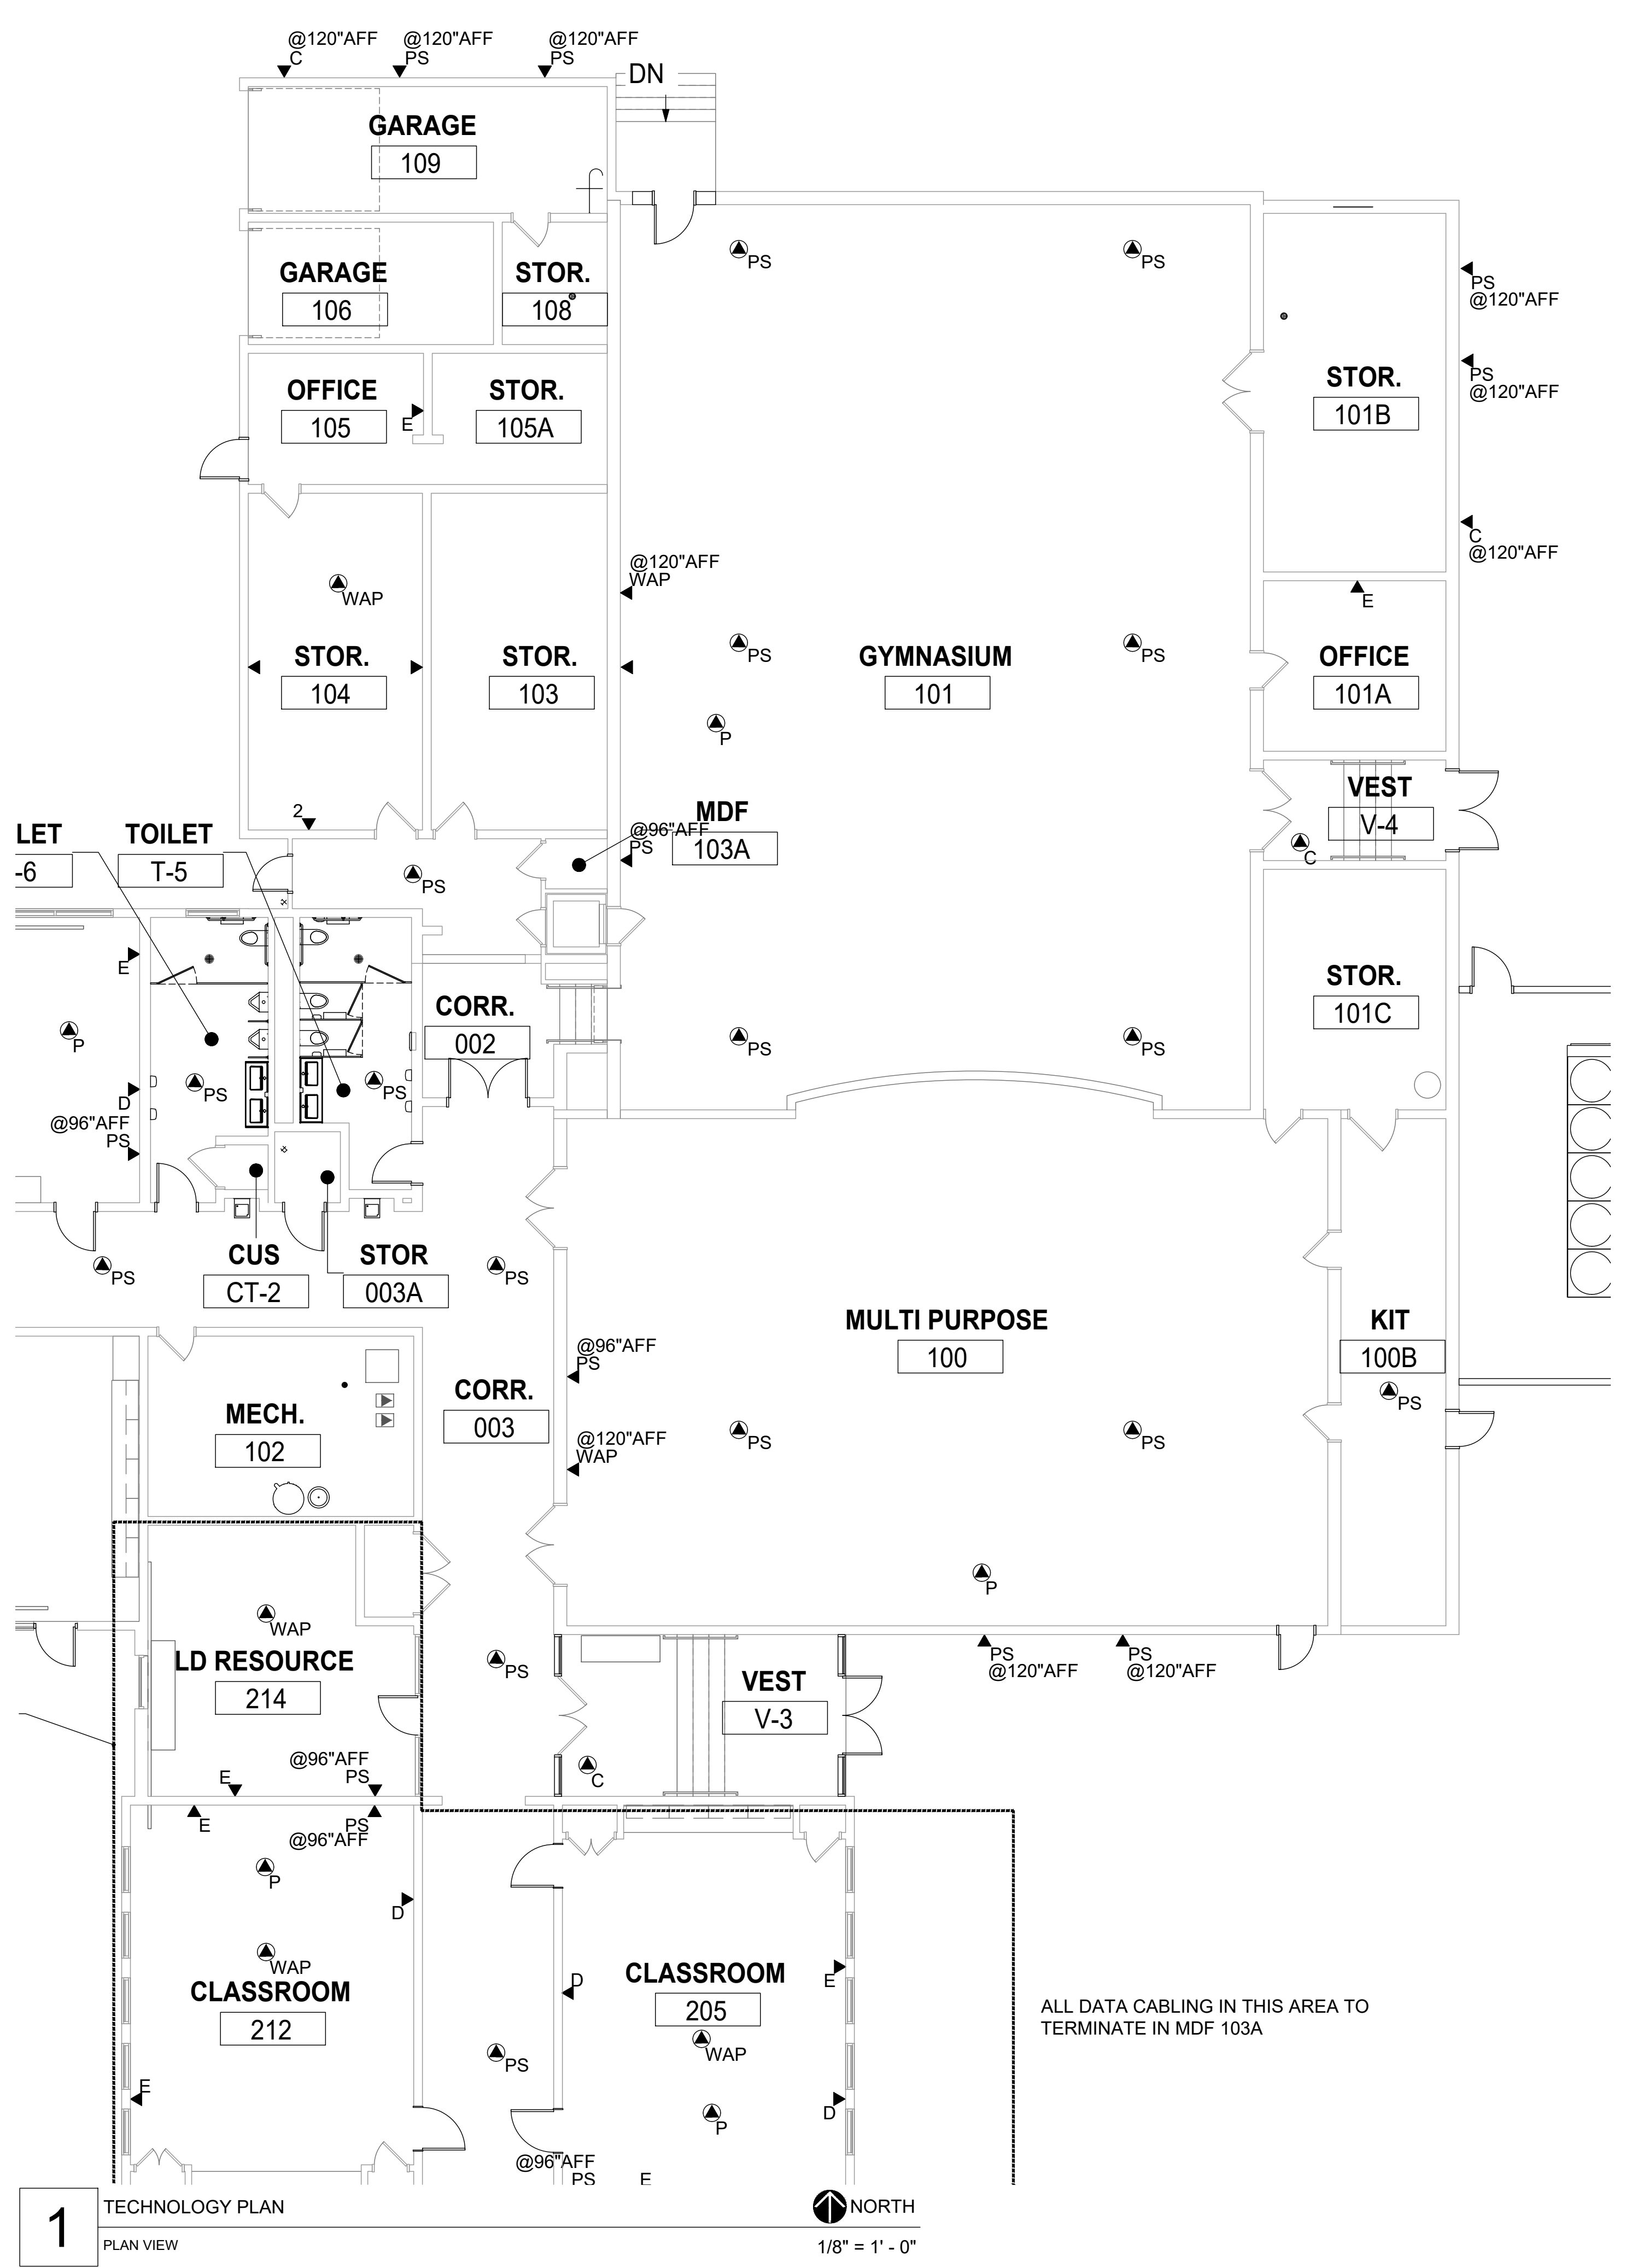 @120"AFF
C
@120"AFF
PS
@120"AFF
PS
DN
GARAGE
109
PS
PS
GARAGE
106
STOR.
108
PS
@120"AFF
OFFICE
105
E
STOR.
105A
STOR.
101B
PS
@120"AFF
C
@120"AFF
@120"AFF
WAP
WAP
E
STOR.
104
STOR.
103
PS
GYMNASIUM
101
PS
OFFICE
101A
P
2
MDF
103A
@96"AFF
PS
VEST
V-4
C
LET
-6
TOILET
T-5
PS
E
P
STOR.
101C
CORR.
002
PS
PS
D
@96"AFF
PS
PS
PS
PS
CUS
CT-2
STOR
003A
PS
MULTI PURPOSE
100
KIT
100B
PS
@96"AFF
PS
CORR.
003
MECH.
102
@120"AFF
WAP
PS
PS
P
WAP
LD RESOURCE
214
PS
VEST
V-3
PS
@120"AFF
PS
@120"AFF
C
@96"AFF
PS
E
E
PS
@96"AFF
P
D
WAP
CLASSROOM
212
D
CLASSROOM
205
E
WAP
PS
E
P
D
@96"AFF
PS
E
ALL DATA CABLING IN THIS AREA TO
TERMINATE IN MDF 103A
1
TECHNOLOGY PLAN
NORTH
PLAN VIEW
1/8" = 1' - 0"